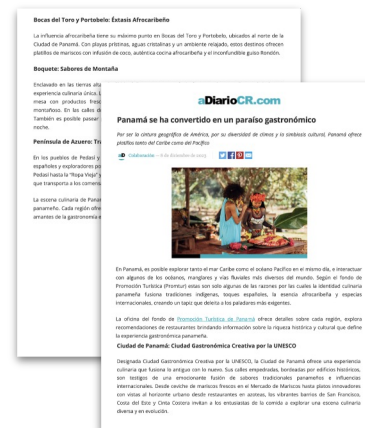 Bocas del Toro y Portobelo: Éxtasis Afrocaribeño
La influencia afrocaribeña tiene su máximo punto en Bocas del Toro y Portobelo, ubicados al norte de la
Ciudad de Panamá. Con playas prístinas, aguas cristalinas y un ambiente relajado, estos destinos ofrecen
platillos de mariscos con infusión de coco, auténtica cocina afrocaribeña y el inconfundible guiso Rondón.
Boquete: Sabores de Montaña
Enclavado en las tierras alta
experiencia culinaria única. L
mesa con productos fresc
montañoso. En las calles d
También es posible pasear
noche.
Península de Azuero: Tra
En los pueblos de Pedasí y
españoles y exploradores po
Pedasí hasta la "Ropa Vieja" y
que transporta a los comens
La escena culinaria de Panam
panameño. Cada región ofre
amantes de la gastronomía e
aDiarioCR.com
Panamá se ha convertido en un paraíso gastronómico
Por ser la cintura geográfica de América, por su diversidad de climas y la simbiosis cultural, Panamá ofrece
platillos tanto del Caribe como del Pacífico
aD Colaboración - 6 de diciembre de 2023
En Panamá, es posible explorar tanto el mar Caribe como el océano Pacífico en el mismo día, e interactuar
con algunos de los océanos, manglares y vías fluviales más diversos del mundo. Según el fondo de
Promoción Turística (Promtur) estas son solo algunas de las razones por las cuales la identidad culinaria
panameña fusiona tradiciones indígenas, toques españoles, la esencia afrocaribeña y especias
internacionales, creando un tapiz que deleita a los paladares más exigentes.
La oficina del fondo de Promoción Turística de Panamá ofrece detalles sobre cada región, explora
recomendaciones de restaurantes brindando información sobre la riqueza histórica y cultural que define
la experiencia gastronómica panameña.
Ciudad de Panamá: Ciudad Gastronómica Creativa por la UNESCO
Designada Ciudad Gastronómica Creativa por la UNESCO, la Ciudad de Panamá ofrece una experiencia
culinaria que fusiona lo antiguo con lo nuevo. Sus calles empedradas, bordeadas por edificios históricos,
son testigos de una emocionante fusión de sabores tradicionales panameños e influencias
internacionales. Desde ceviche de mariscos frescos en el Mercado de Mariscos hasta platos innovadores
con vistas al horizonte urbano desde restaurantes en azoteas, los vibrantes barrios de San Francisco,
Costa del Este y Cinta Costera invitan a los entusiastas de la comida a explorar una escena culinaria
diversa y en evolución.